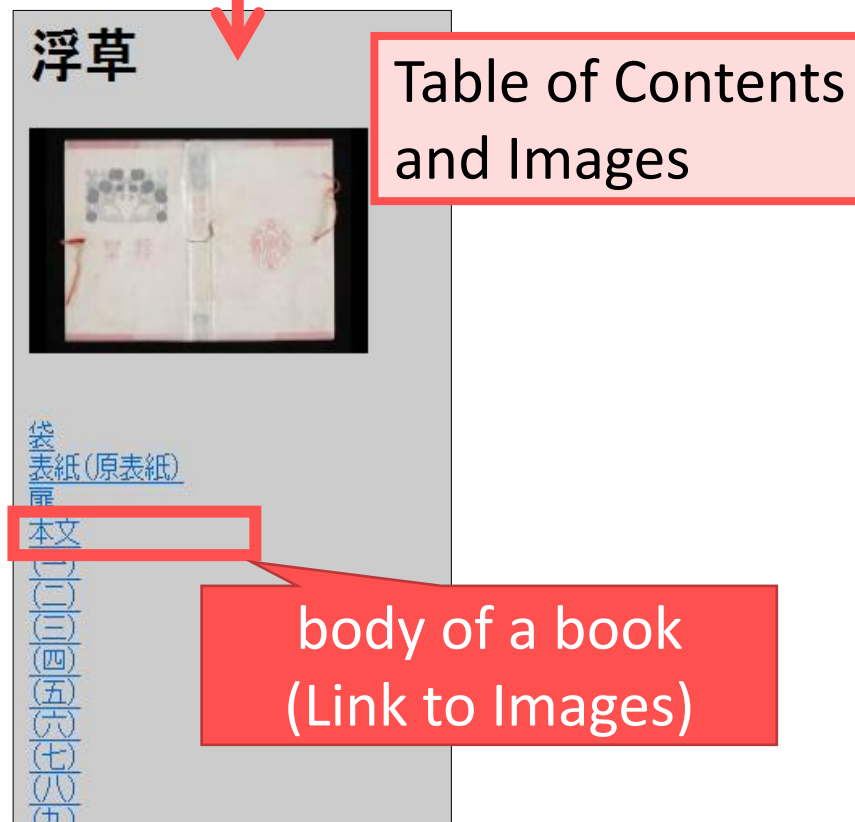 浮草
Table of Contents
and Images
袋
表紙(原表紙)
扉
本文
(一)
(二)
(三)
(四)
(五)
(六)
(七)
(八)
(九)
body of a book
(Link to Images)